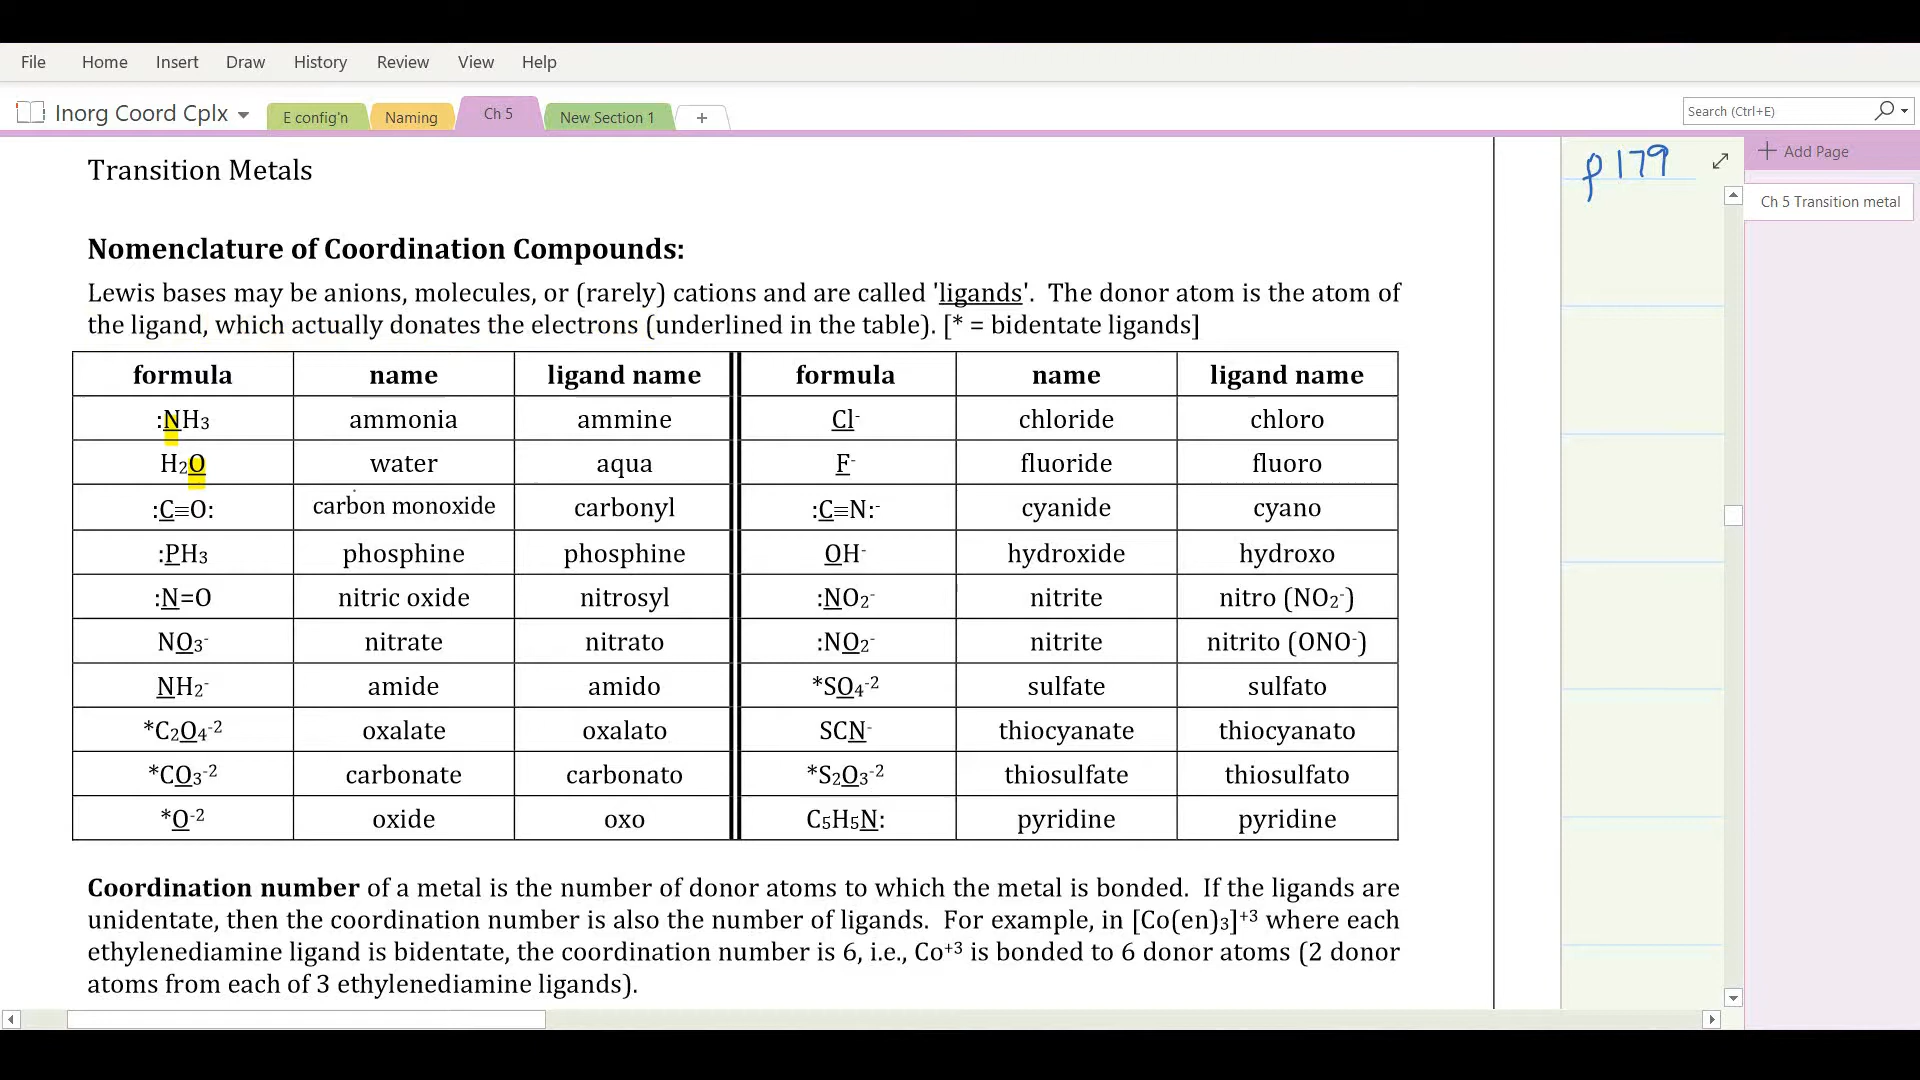 File Home Insert Draw History Review View Help
Inorg Coord Cplx E config'n Naming Ch 5 New Section 1 + Search (Ctrl+E)
Transition Metals
p 179
Add Page
Ch 5 Transition metal
Nomenclature of Coordination Compounds:
Lewis bases may be anions, molecules, or (rarely) cations and are called 'ligands'. The donor atom is the atom of
the ligand, which actually donates the electrons (underlined in the table). [* = bidentate ligands]
formula name ligand name formula name ligand name
:NH₃ ammonia ammine Cl⁻ chloride chloro
H₂O water aqua F⁻ fluoride fluoro
:C≡O: carbon monoxide carbonyl :C≡N:⁻ cyanide cyano
:PH₃ phosphine phosphine OH⁻ hydroxide hydroxo
:N=O nitric oxide nitrosyl :NO₂⁻ nitrite nitro (NO₂⁻)
NO₃⁻ nitrate nitrato :NO₂⁻ nitrite nitrito (ONO⁻)
NH₂⁻ amide amido *SO₄⁻² sulfate sulfato
*C₂O₄⁻² oxalate oxalato SCN⁻ thiocyanate thiocyanato
*CO₃⁻² carbonate carbonato *S₂O₃⁻² thiosulfate thiosulfato
*O⁻² oxide oxo C₅H₅N: pyridine pyridine
Coordination number of a metal is the number of donor atoms to which the metal is bonded. If the ligands are
unidentate, then the coordination number is also the number of ligands. For example, in [Co(en)₃]⁺³ where each
ethylenediamine ligand is bidentate, the coordination number is 6, i.e., Co⁺³ is bonded to 6 donor atoms (2 donor
atoms from each of 3 ethylenediamine ligands).